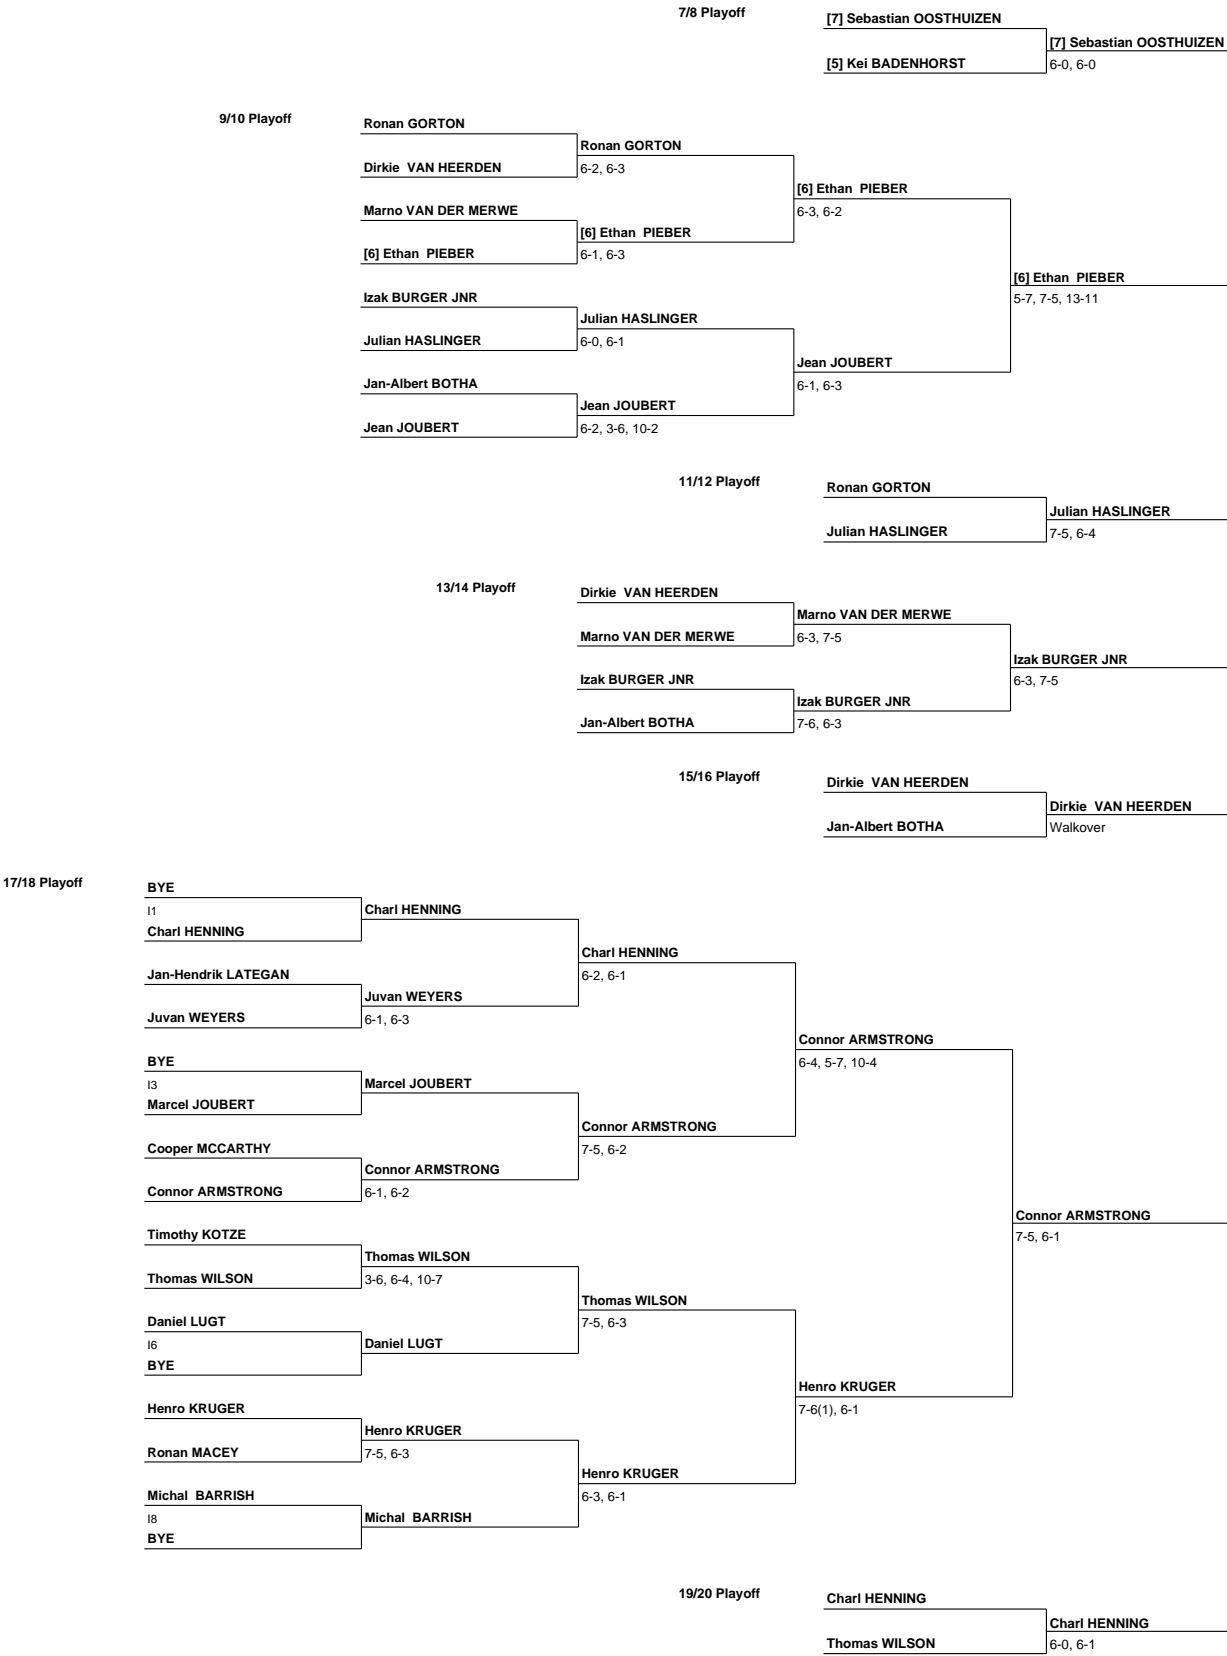 7/8 Playoff
[7] Sebastian OOSTHUIZEN
[7] Sebastian OOSTHUIZEN
[5] Kei BADENHORST
6-0, 6-0
9/10 Playoff
Ronan GORTON
Ronan GORTON
Dirkie VAN HEERDEN
6-2, 6-3
[6] Ethan PIEBER
Marno VAN DER MERWE
6-3, 6-2
[6] Ethan PIEBER
[6] Ethan PIEBER
6-1, 6-3
[6] Ethan PIEBER
Izak BURGER JNR
5-7, 7-5, 13-11
Julian HASLINGER
Julian HASLINGER
6-0, 6-1
Jean JOUBERT
Jan-Albert BOTHA
6-1, 6-3
Jean JOUBERT
Jean JOUBERT
6-2, 3-6, 10-2
11/12 Playoff
Ronan GORTON
Julian HASLINGER
Julian HASLINGER
7-5, 6-4
13/14 Playoff
Dirkie VAN HEERDEN
Marno VAN DER MERWE
Marno VAN DER MERWE
6-3, 7-5
Izak BURGER JNR
Izak BURGER JNR
6-3, 7-5
Izak BURGER JNR
Jan-Albert BOTHA
7-6, 6-3
15/16 Playoff
Dirkie VAN HEERDEN
Dirkie VAN HEERDEN
Jan-Albert BOTHA
Walkover
17/18 Playoff
BYE
I1
Charl HENNING
Charl HENNING
Charl HENNING
Jan-Hendrik LATEGAN
6-2, 6-1
Juvan WEYERS
Juvan WEYERS
6-1, 6-3
Connor ARMSTRONG
BYE
6-4, 5-7, 10-4
I3
Marcel JOUBERT
Marcel JOUBERT
Connor ARMSTRONG
Cooper MCCARTHY
7-5, 6-2
Connor ARMSTRONG
Connor ARMSTRONG
6-1, 6-2
Connor ARMSTRONG
Timothy KOTZE
7-5, 6-1
Thomas WILSON
Thomas WILSON
3-6, 6-4, 10-7
Thomas WILSON
Daniel LUGT
7-5, 6-3
I6
Daniel LUGT
BYE
Henro KRUGER
Henro KRUGER
7-6(1), 6-1
Henro KRUGER
Ronan MACEY
7-5, 6-3
Henro KRUGER
Michal BARRISH
6-3, 6-1
I8
Michal BARRISH
BYE
19/20 Playoff
Charl HENNING
Charl HENNING
Thomas WILSON
6-0, 6-1